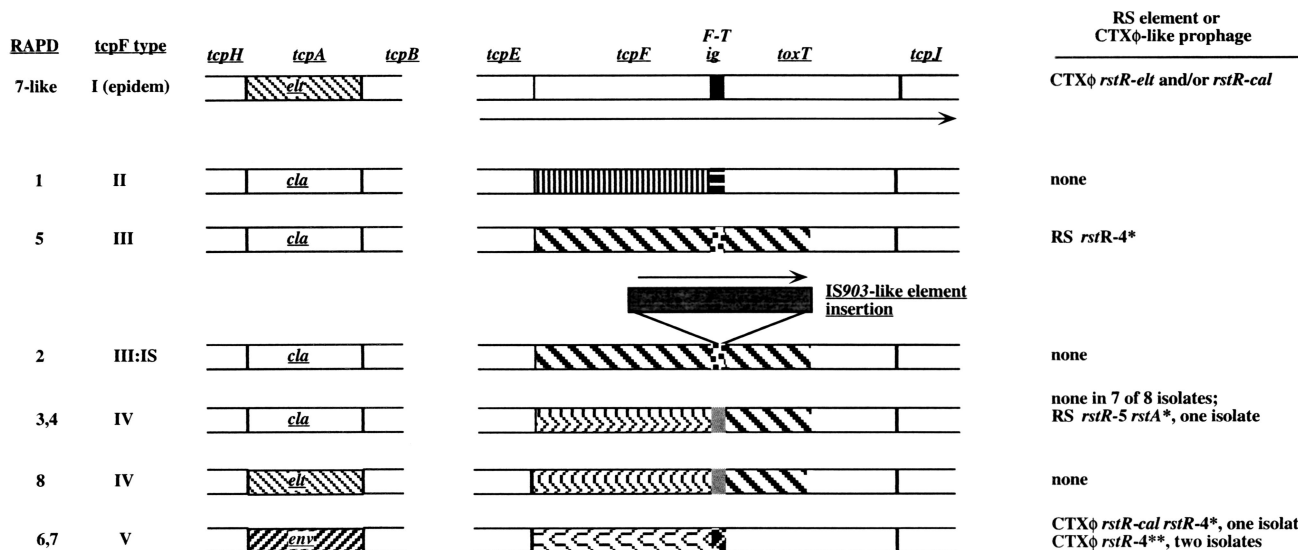 RS element or
CTXϕ-like prophage
RAPD tcpF type tcpH tcpA tcpB tcpE tcpF F-T ig toxT tcpJ
7-like I (epidem) elt CTXϕ rstR-elt and/or rstR-cal
1 II cla none
5 III cla RS rstR-4*
IS903-like element
insertion
2 III:IS cla none
3,4 IV cla none in 7 of 8 isolates;
RS rstR-5 rstA*, one isolate
8 IV elt none
6,7 V env CTXϕ rstR-cal rstR-4*, one isolat
CTXϕ rstR-4**, two isolates